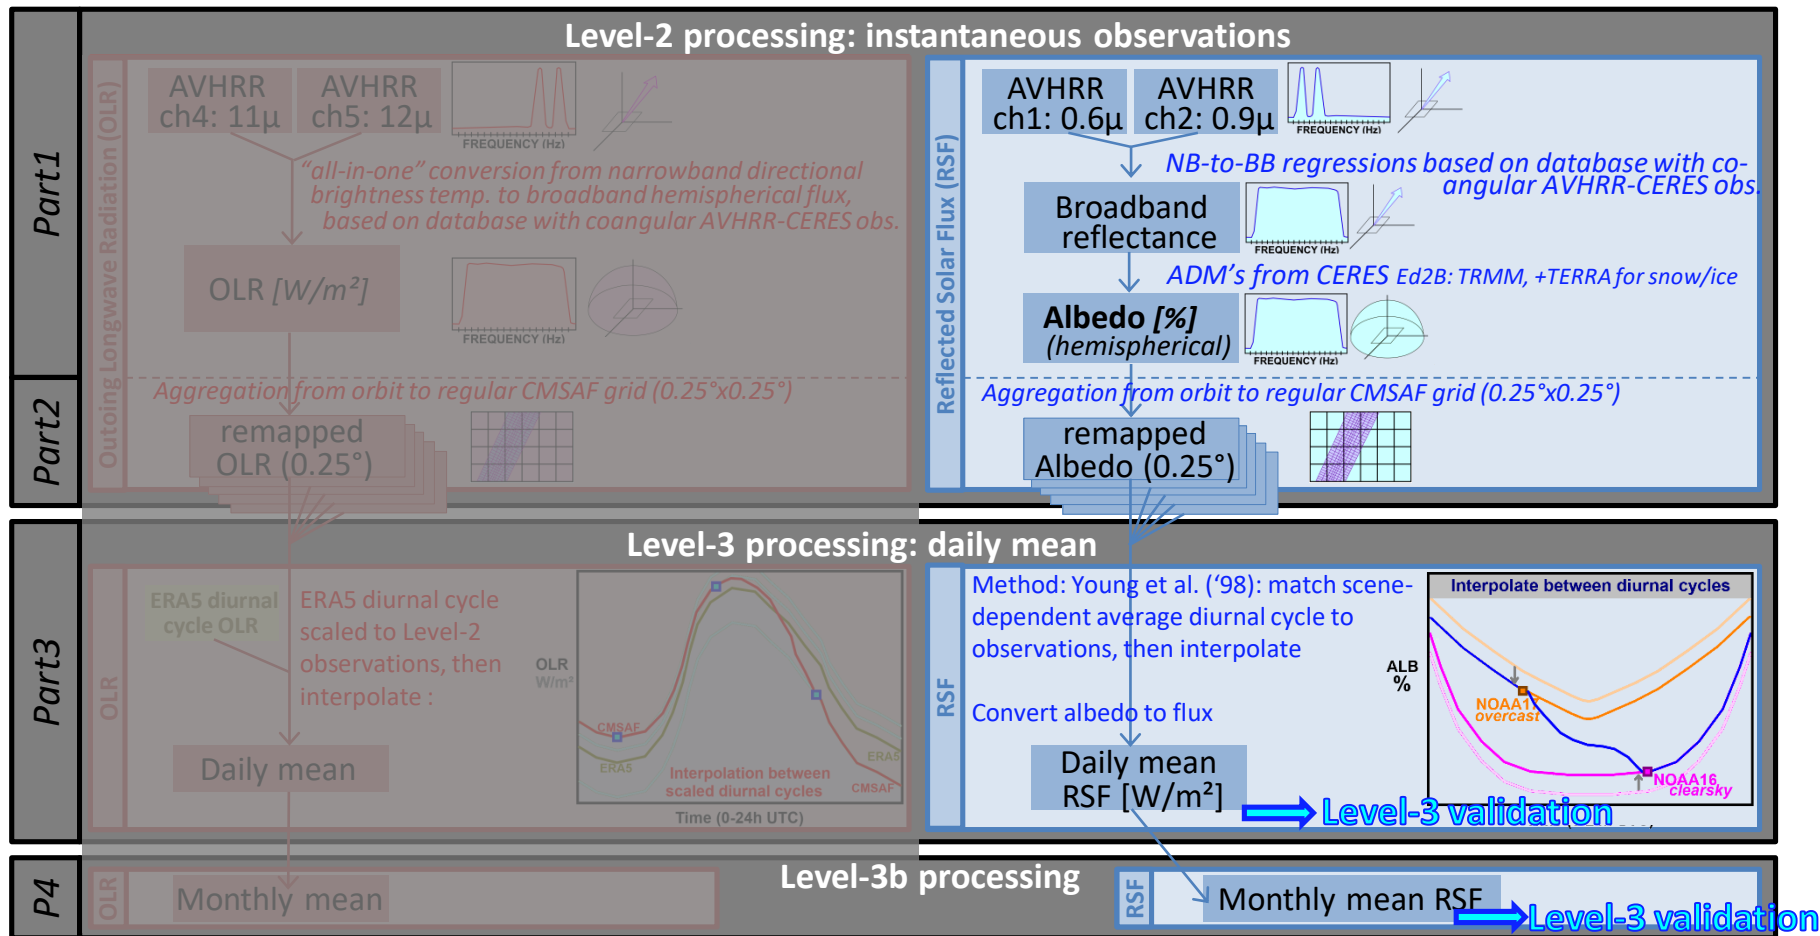 Level-2 processing: instantaneous observations
Part1
Outoing Longwave Radiation (OLR)
AVHRR
ch4: 11µ
AVHRR
ch5: 12µ
FREQUENCY (Hz)
“all-in-one” conversion from narrowband directional
brightness temp. to broadband hemispherical flux,
based on database with coangular AVHRR-CERES obs.
OLR [W/m²]
FREQUENCY (Hz)
Reflected Solar Flux (RSF)
AVHRR
ch1: 0.6µ
AVHRR
ch2: 0.9µ
FREQUENCY (Hz)
NB-to-BB regressions based on database with co-
angular AVHRR-CERES obs.
Broadband
reflectance
FREQUENCY (Hz)
ADM’s from CERES Ed2B: TRMM, +TERRA for snow/ice
Albedo [%]
(hemispherical)
FREQUENCY (Hz)
Part2
Aggregation from orbit to regular CMSAF grid (0.25°x0.25°)
remapped
OLR (0.25°)
Aggregation from orbit to regular CMSAF grid (0.25°x0.25°)
remapped
Albedo (0.25°)
Level-3 processing: daily mean
Part3
OLR
ERA5 diurnal
cycle OLR
ERA5 diurnal cycle
scaled to Level-2
observations, then
interpolate :
Daily mean
OLR
W/m²
CMSAF
ERA5
ERA5
CMSAF
Interpolation between
scaled diurnal cycles
Time (0-24h UTC)
RSF
Method: Young et al. (‘98): match scene-
dependent average diurnal cycle to
observations, then interpolate
Convert albedo to flux
Daily mean
RSF [W/m²]
Interpolate between diurnal cycles
ALB
%
NOAA17
overcast
NOAA16
clearsky
Level-3 validation
Level-3b processing
P4
OLR
Monthly mean
RSF
Monthly mean RSF
Level-3 validation